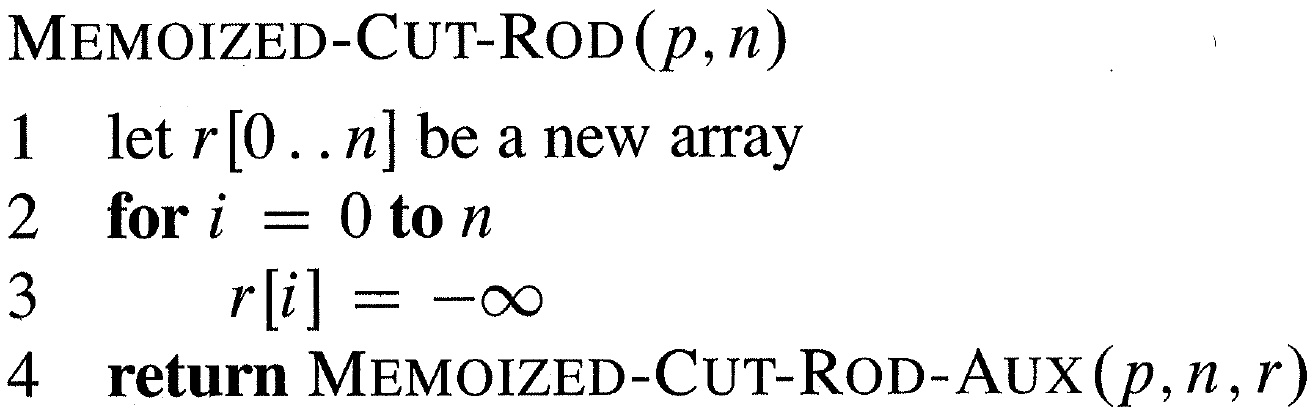 MEMOIZED-CUT-ROD(p, n)
1 let r[0 . . n] be a new array
2 for i = 0 to n
3 r[i] = −∞
4 return MEMOIZED-CUT-ROD-AUX(p, n, r)